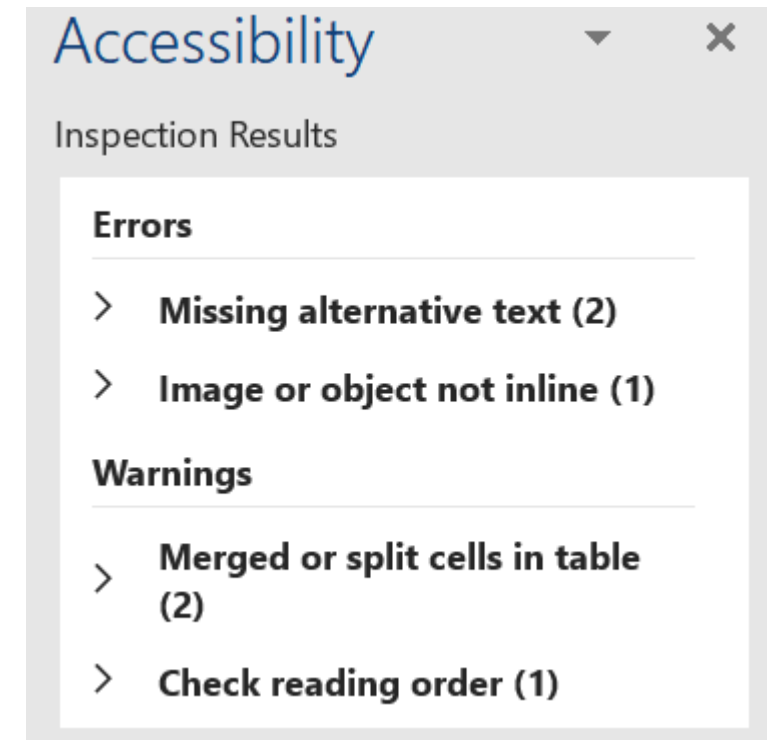 Accessibility
Inspection Results
Errors
Missing alternative text (2)
Image or object not inline (1)
Warnings
Merged or split cells in table
(2)
Check reading order (1)